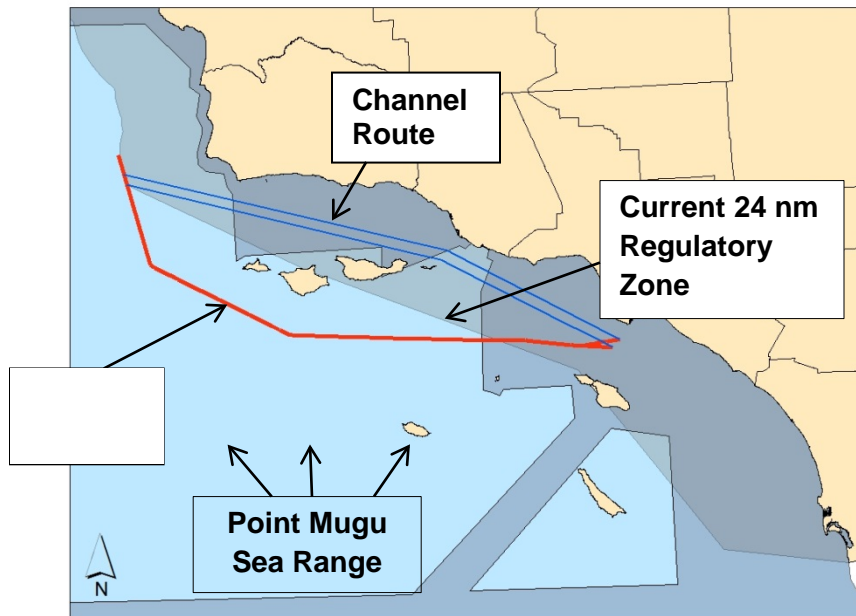 Channel
Route
Current 24 nm
Regulatory
Zone
Point Mugu
Sea Range
N